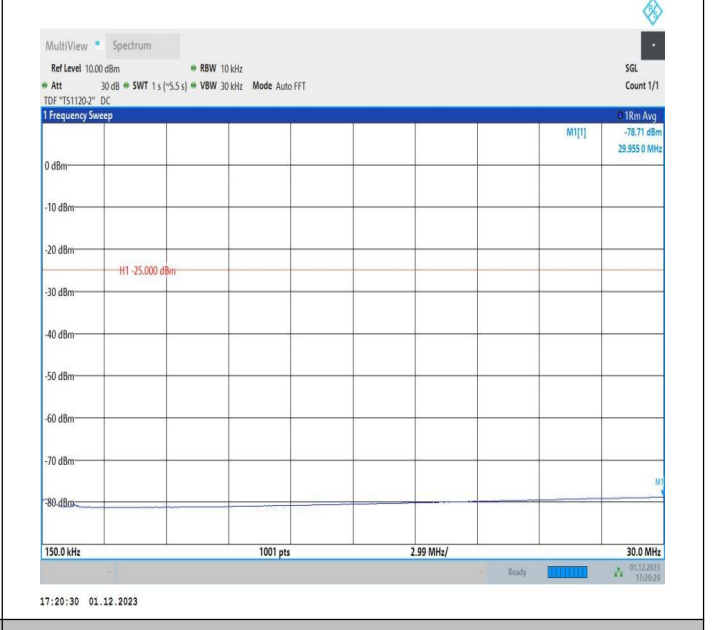 MultiView Spectrum
Ref Level 10.00 dBm RBW 10 kHz SGL
Att 30 dB SWT 1 s (~5.5 s) VBW 30 kHz Mode Auto FFT Count 1/1
TDF "TS1120-2" DC
1 Frequency Sweep 1Rm Avg
M1[1] -78.71 dBm
29.955 0 MHz
0 dBm
-10 dBm
-20 dBm
H1 -25.000 dBm
-30 dBm
-40 dBm
-50 dBm
-60 dBm
-70 dBm
M1
-80 dBm
150.0 kHz 1001 pts 2.99 MHz/ 30.0 MHz
Ready 01.12.2023
17:20:29
17:20:30 01.12.2023